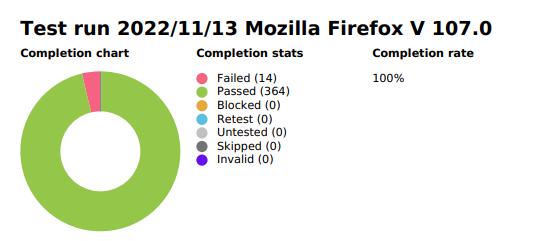 Test run 2022/11/13 Mozilla Firefox V 107.0
Completion chart
Completion stats
Completion rate
Failed (14)
Passed (364)
Blocked (0)
Retest (0)
Untested (0)
Skipped (0)
Invalid (0)
100%